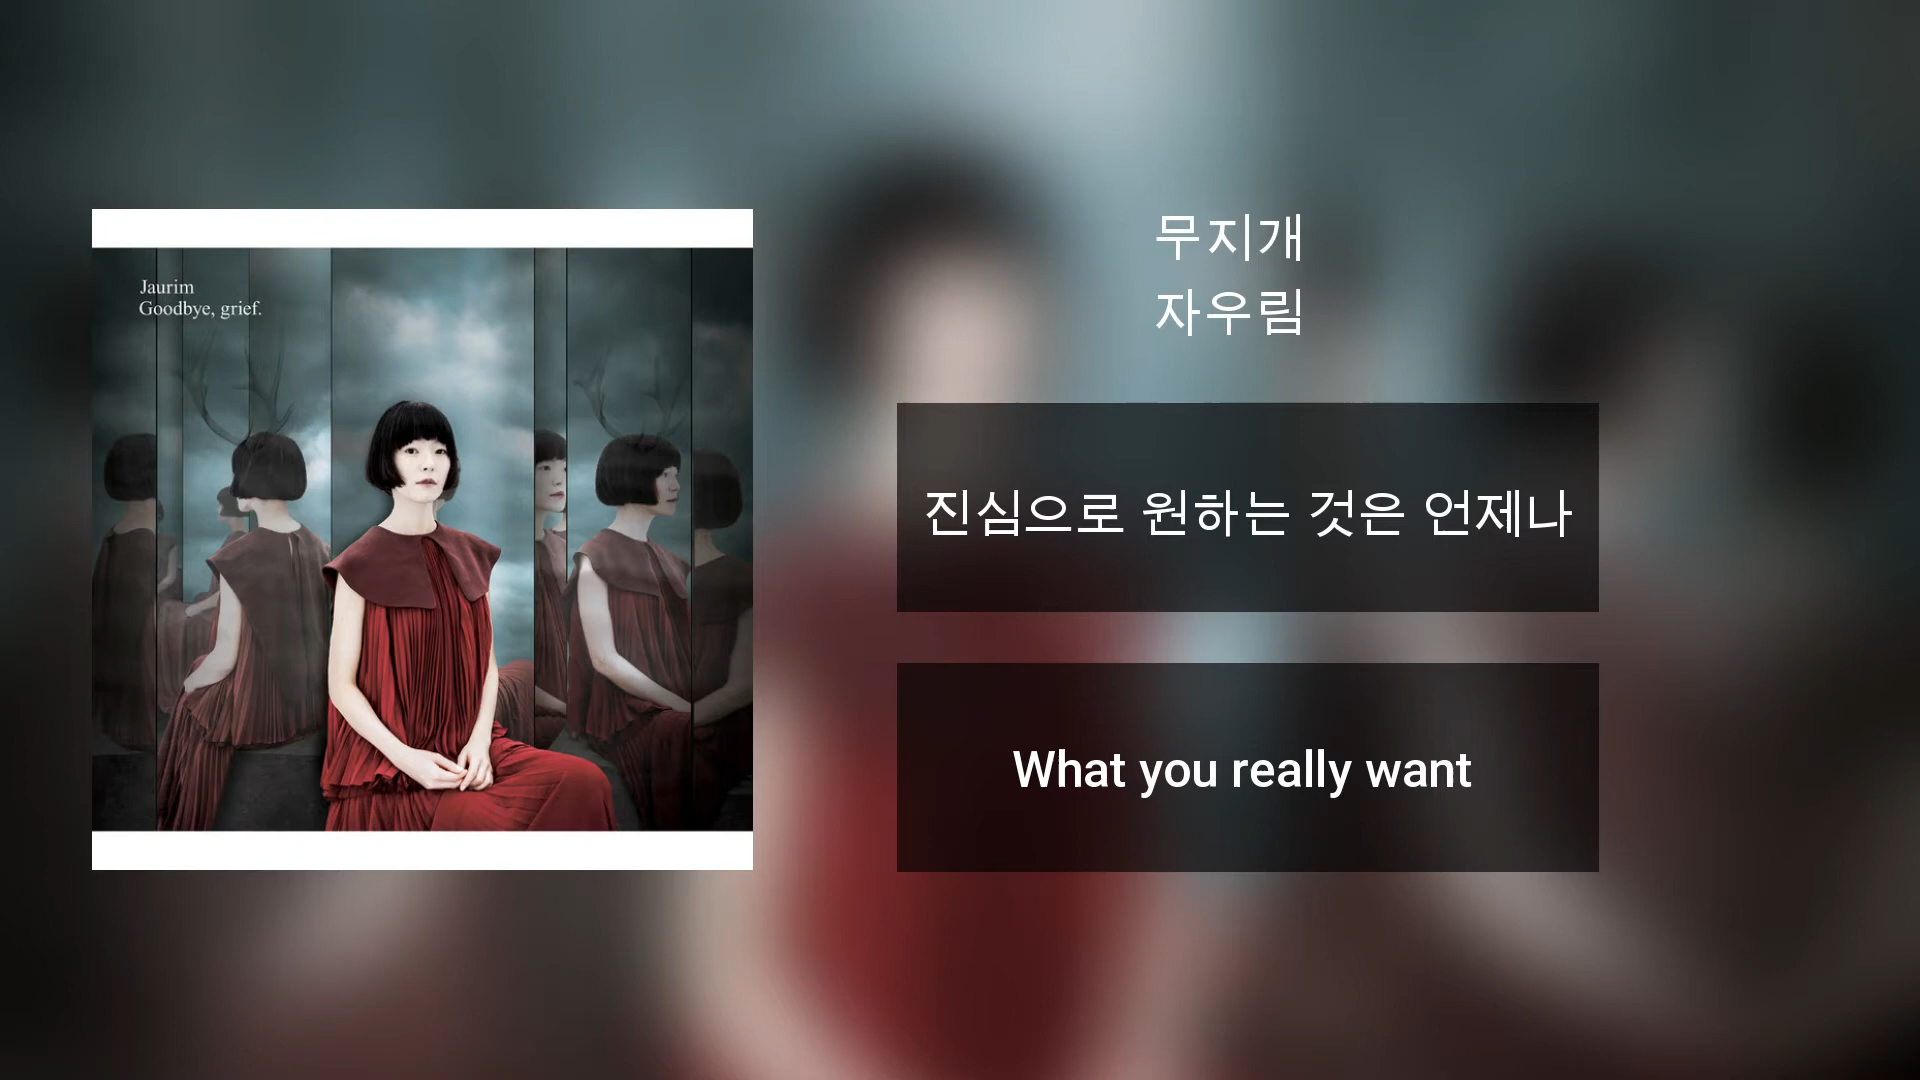 Jaurim
Goodbye, grief.
무지개
자우림
진심으로 원하는 것은 언제나
What you really want